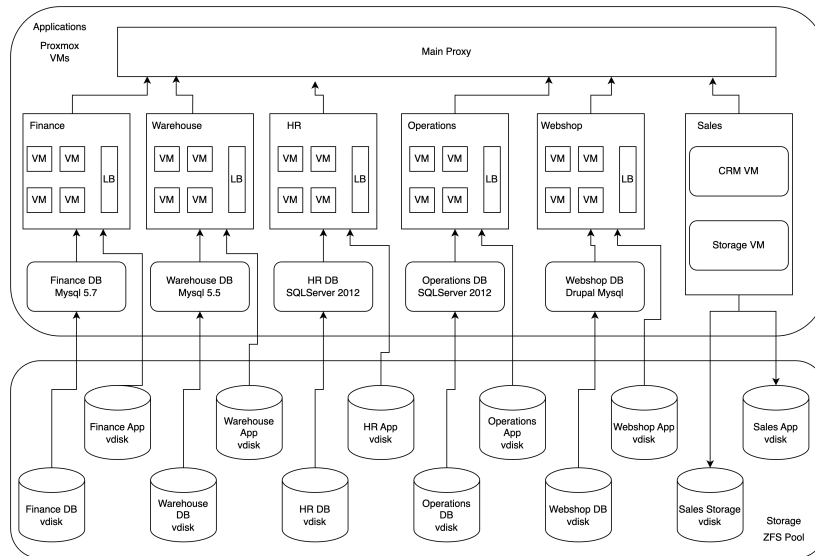 Applications
Proxmox
VMs
Main Proxy
Finance
Warehouse
HR
Operations
Webshop
Sales
VM VM
VM VM
LB
VM VM
VM VM
LB
VM VM
VM VM
LB
VM VM
VM VM
LB
VM VM
VM VM
LB
CRM VM
Storage VM
Finance DB
Mysql 5.7
Warehouse DB
Mysql 5.5
HR DB
SQLServer 2012
Operations DB
SQLServer 2012
Webshop DB
Drupal Mysql
Finance App
vdisk
Warehouse
App
vdisk
HR App
vdisk
Operations
App
vdisk
Webshop App
vdisk
Sales App
vdisk
Finance DB
vdisk
Warehouse
DB
vdisk
HR DB
vdisk
Operations
DB
vdisk
Webshop DB
vdisk
Sales Storage
vdisk
Storage
ZFS Pool